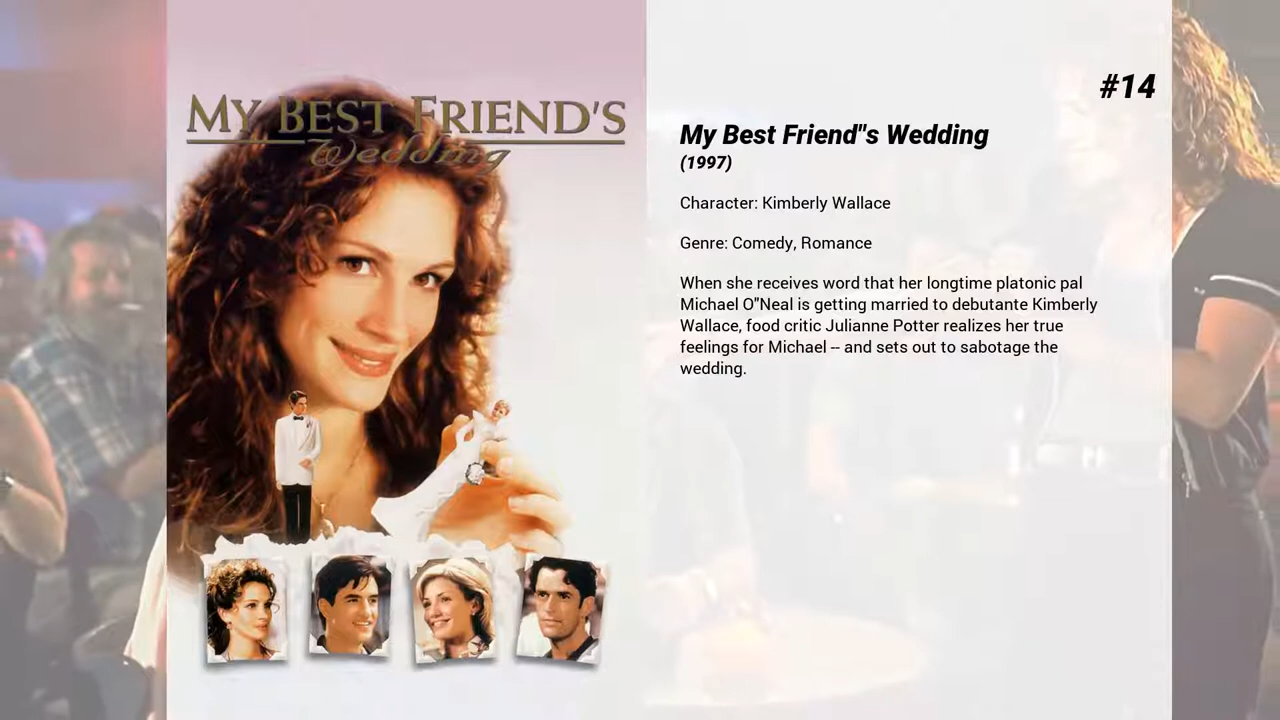 MY BEST FRIEND'S
Wedding
#14
My Best Friend"s Wedding
(1997)
Character: Kimberly Wallace
Genre: Comedy, Romance
When she receives word that her longtime platonic pal
Michael O"Neal is getting married to debutante Kimberly
Wallace, food critic Julianne Potter realizes her true
feelings for Michael -- and sets out to sabotage the
wedding.